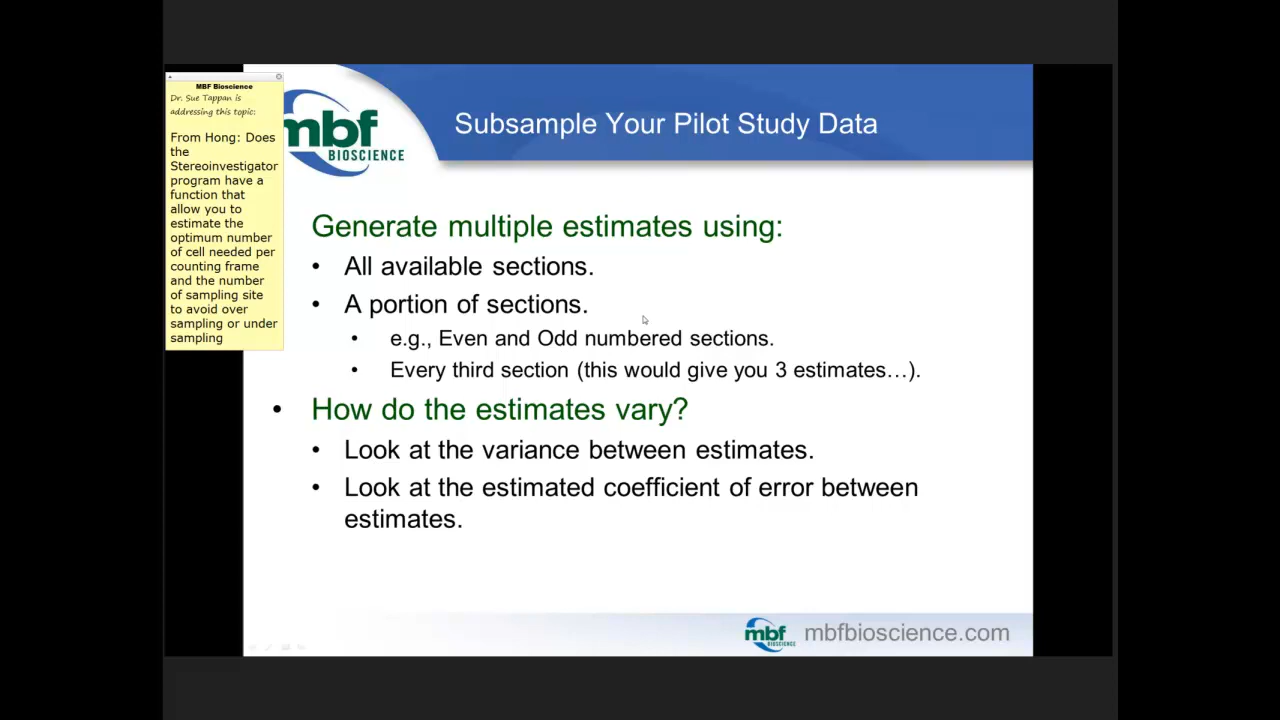 MBF Bioscience
Dr. Sue Tappan is
addressing this topic:
From Hong: Does
the
Stereoinvestigator
program have a
function that
allow you to
estimate the
optimum number
of cell needed per
counting frame
and the number
of sampling site
to avoid over
sampling or under
sampling
mbf
BIOSCIENCE
Subsample Your Pilot Study Data
Generate multiple estimates using:
• All available sections.
• A portion of sections.
• e.g., Even and Odd numbered sections.
• Every third section (this would give you 3 estimates…).
• How do the estimates vary?
• Look at the variance between estimates.
• Look at the estimated coefficient of error between
estimates.
mbf
BIOSCIENCE
mbfbioscience.com